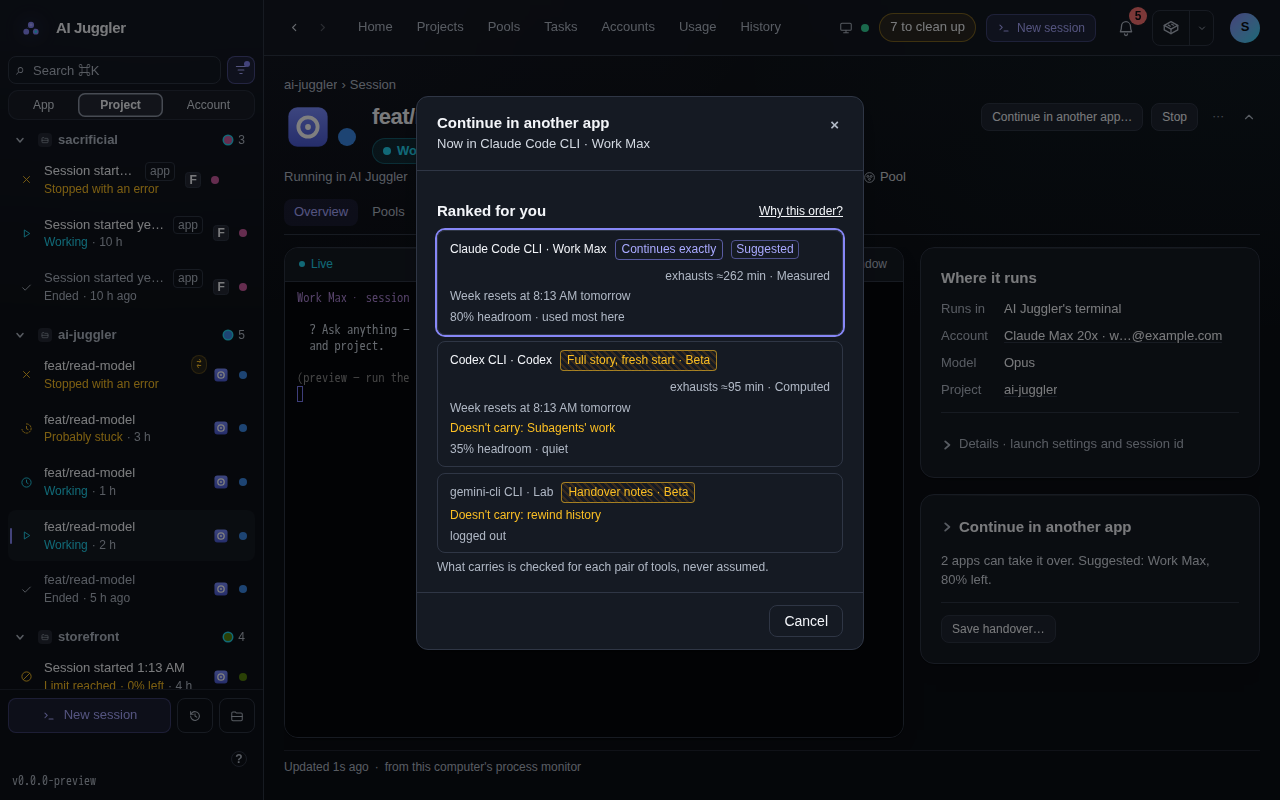 AI Juggler
Home
Projects
Pools
Tasks
Accounts
Usage
History
7 to clean up
New session
5
S
Search ⌘K
App
Project
Account
sacrificial
3
Session start…
app
F
Stopped with an error
Session started ye…
app
F
Working · 10 h
Session started ye…
app
F
Ended · 10 h ago
ai-juggler
5
feat/read-model
Stopped with an error
feat/read-model
Probably stuck · 3 h
feat/read-model
Working · 1 h
feat/read-model
Working · 2 h
feat/read-model
Ended · 5 h ago
storefront
4
Session started 1:13 AM
Limit reached · 0% left · 4 h
New session
?
v0.0.0-preview
ai-juggler › Session
feat/
Wo
Continue in another app…
Stop
Running in AI Juggler
Pool
Overview
Pools
Live
Work Max · session
? Ask anything —
and project.
(preview — run the
Continue in another app
×
Now in Claude Code CLI · Work Max
Ranked for you
Why this order?
Claude Code CLI · Work Max
Continues exactly
Suggested
exhausts ≈262 min · Measured
Week resets at 8:13 AM tomorrow
80% headroom · used most here
Codex CLI · Codex
Full story, fresh start · Beta
exhausts ≈95 min · Computed
Week resets at 8:13 AM tomorrow
Doesn't carry: Subagents' work
35% headroom · quiet
gemini-cli CLI · Lab
Handover notes · Beta
Doesn't carry: rewind history
logged out
What carries is checked for each pair of tools, never assumed.
Cancel
Where it runs
Runs in
AI Juggler's terminal
Account
Claude Max 20x · w…@example.com
Model
Opus
Project
ai-juggler
Details · launch settings and session id
Continue in another app
2 apps can take it over. Suggested: Work Max,
80% left.
Save handover…
Updated 1s ago · from this computer's process monitor